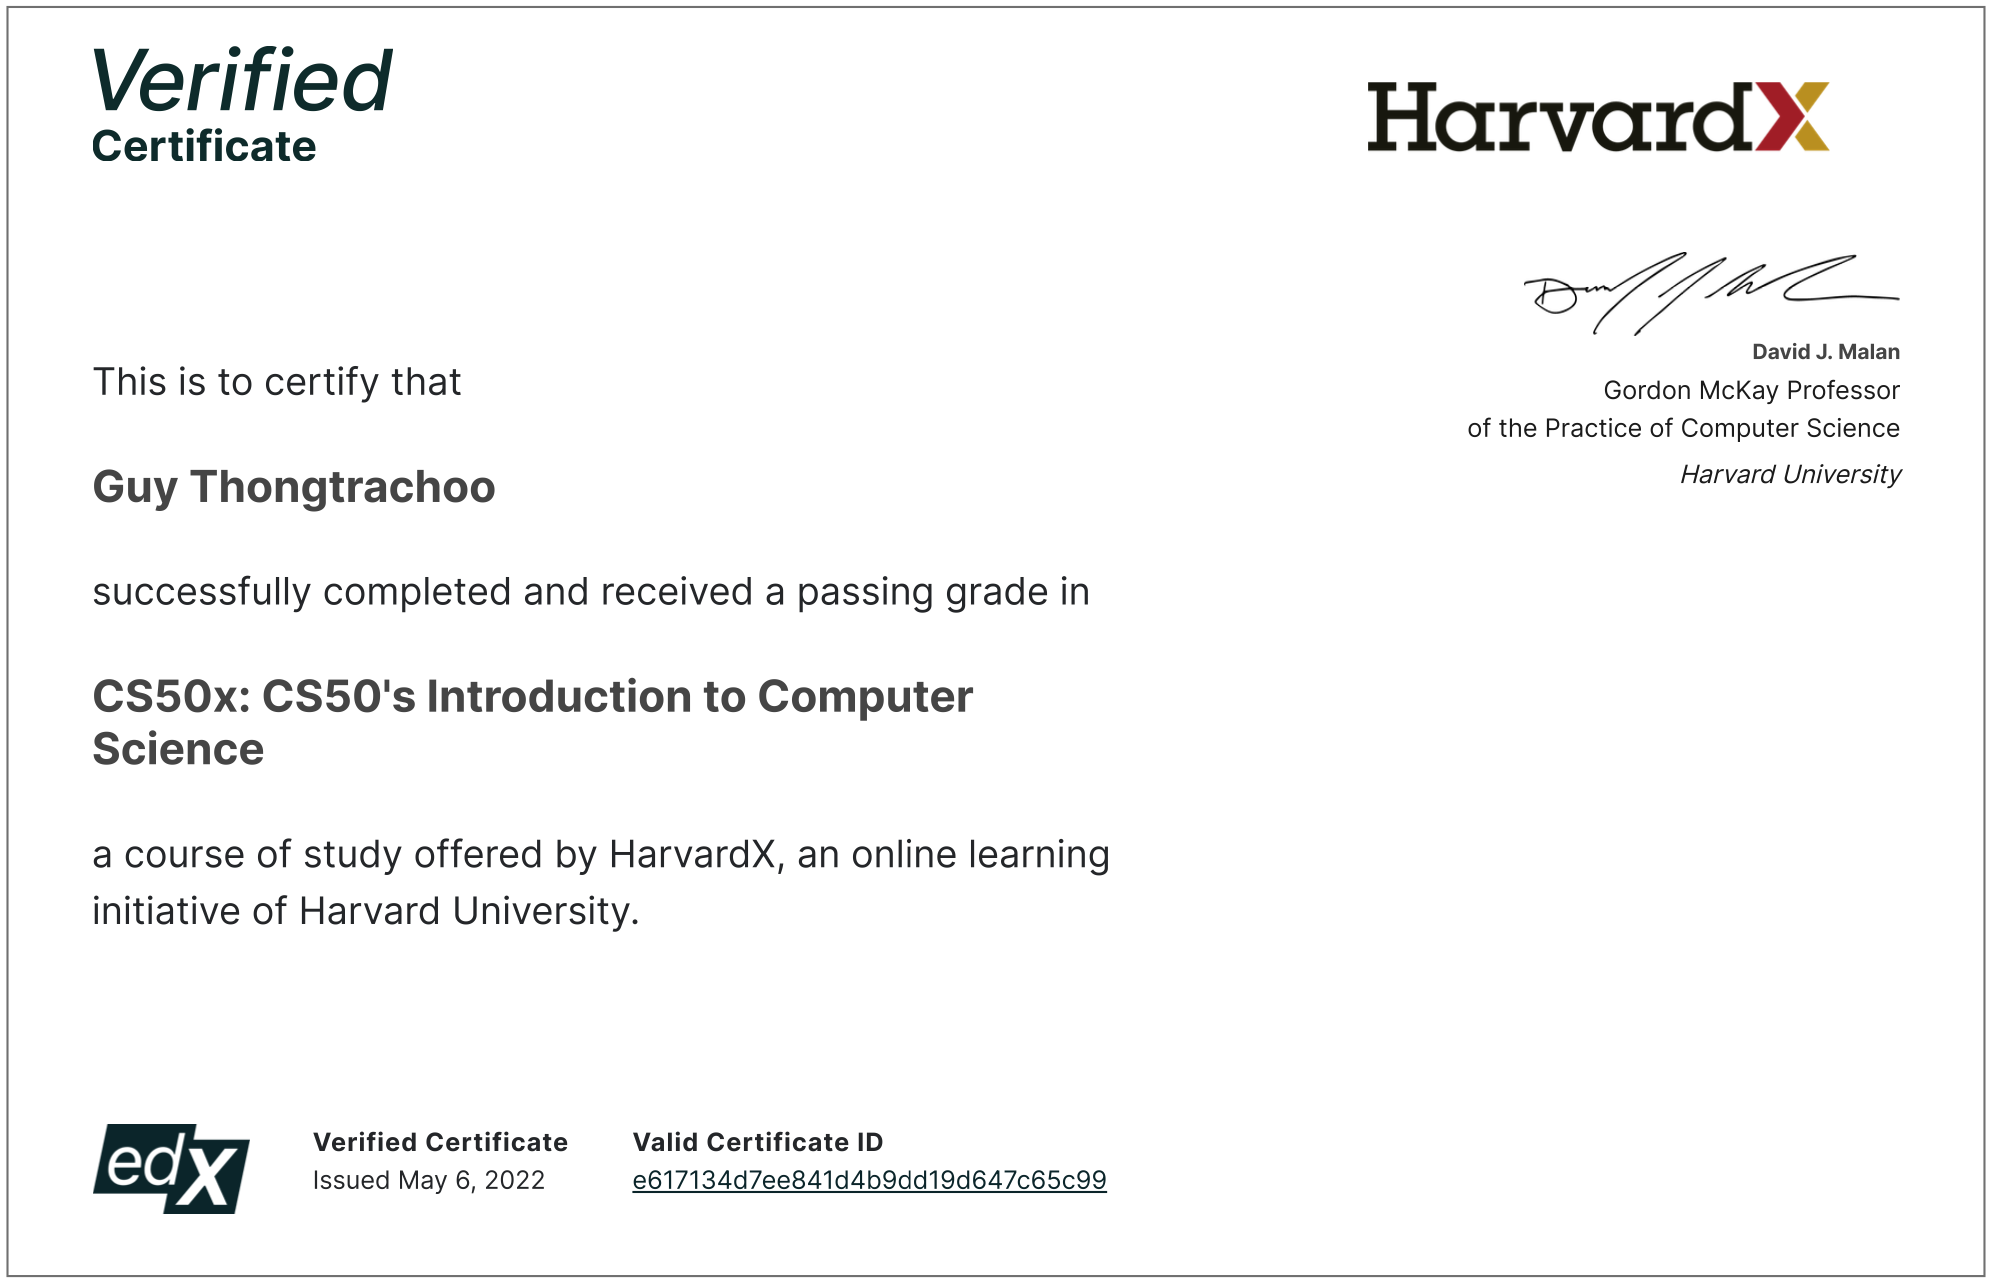 Verified
Certificate
HarvardX
David J. Malan
Gordon McKay Professor
of the Practice of Computer Science
Harvard University
This is to certify that
Guy Thongtrachoo
successfully completed and received a passing grade in
CS50x: CS50's Introduction to Computer
Science
a course of study offered by HarvardX, an online learning
initiative of Harvard University.
edX
Verified Certificate
Issued May 6, 2022
Valid Certificate ID
e617134d7ee841d4b9dd19d647c65c99